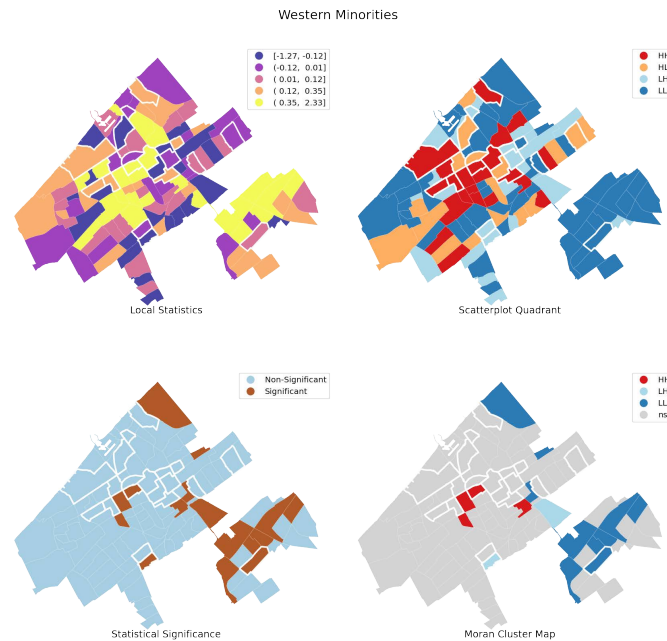 Western Minorities
[-1.27, -0.12]
(-0.12, 0.01]
( 0.01, 0.12]
( 0.12, 0.35]
( 0.35, 2.33]
HH
HL
LH
LL
Local Statistics
Scatterplot Quadrant
Non-Significant
Significant
HH
LH
LL
ns
Statistical Significance
Moran Cluster Map